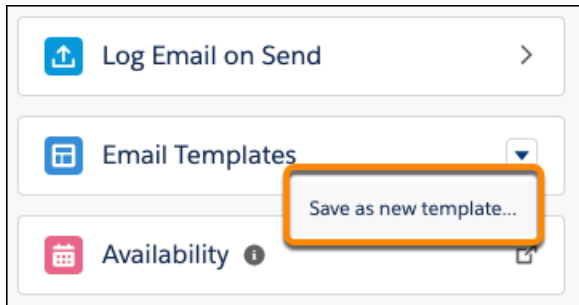 Log Email on Send
Email Templates
Save as new template...
Availability